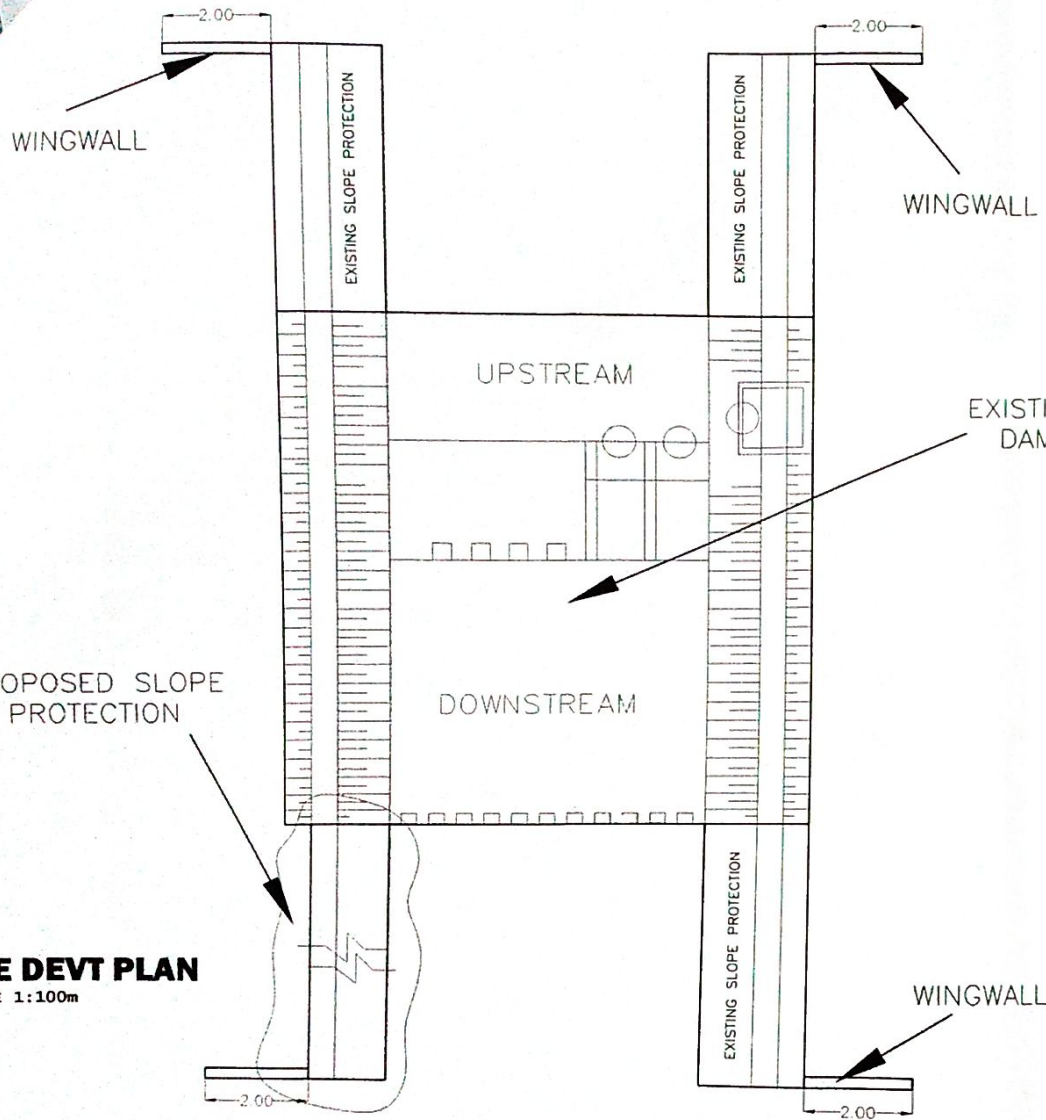 2.00
2.00
WINGWALL
EXISTING SLOPE PROTECTION
EXISTING SLOPE PROTECTION
WINGWALL
UPSTREAM
EXISTI
DAM
OPOSED SLOPE
PROTECTION
DOWNSTREAM
E DEVT PLAN
E 1:100m
EXISTING SLOPE PROTECTION
WINGWALL
2.00
2.00